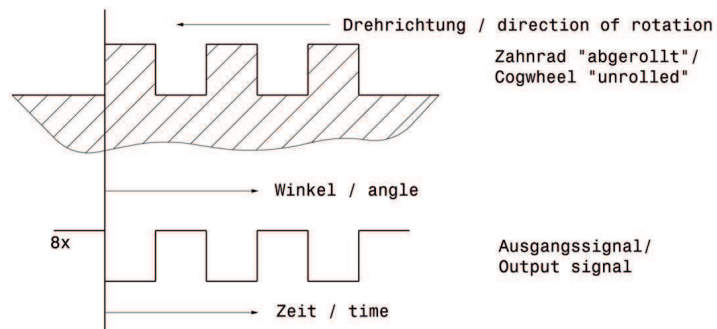 Drehrichtung / direction of rotation
Zahnrad "abgerollt"/
Cogwheel "unrolled"
Winkel / angle
8x
Ausgangssignal/
Output signal
Zeit / time